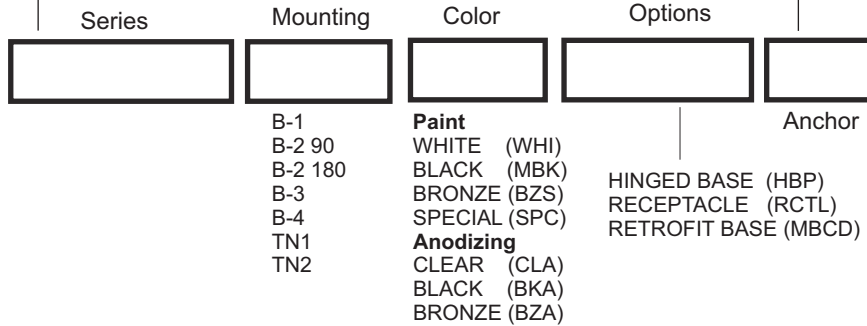 Series Mounting Color Options
B-1 Paint Anchor
B-2 90 WHITE (WHI)
B-2 180 BLACK (MBK)
B-3 BRONZE (BZS)
B-4 SPECIAL (SPC)
TN1 Anodizing
TN2 CLEAR (CLA)
BLACK (BKA)
BRONZE (BZA)
HINGED BASE (HBP)
RECEPTACLE (RCTL)
RETROFIT BASE (MBCD)